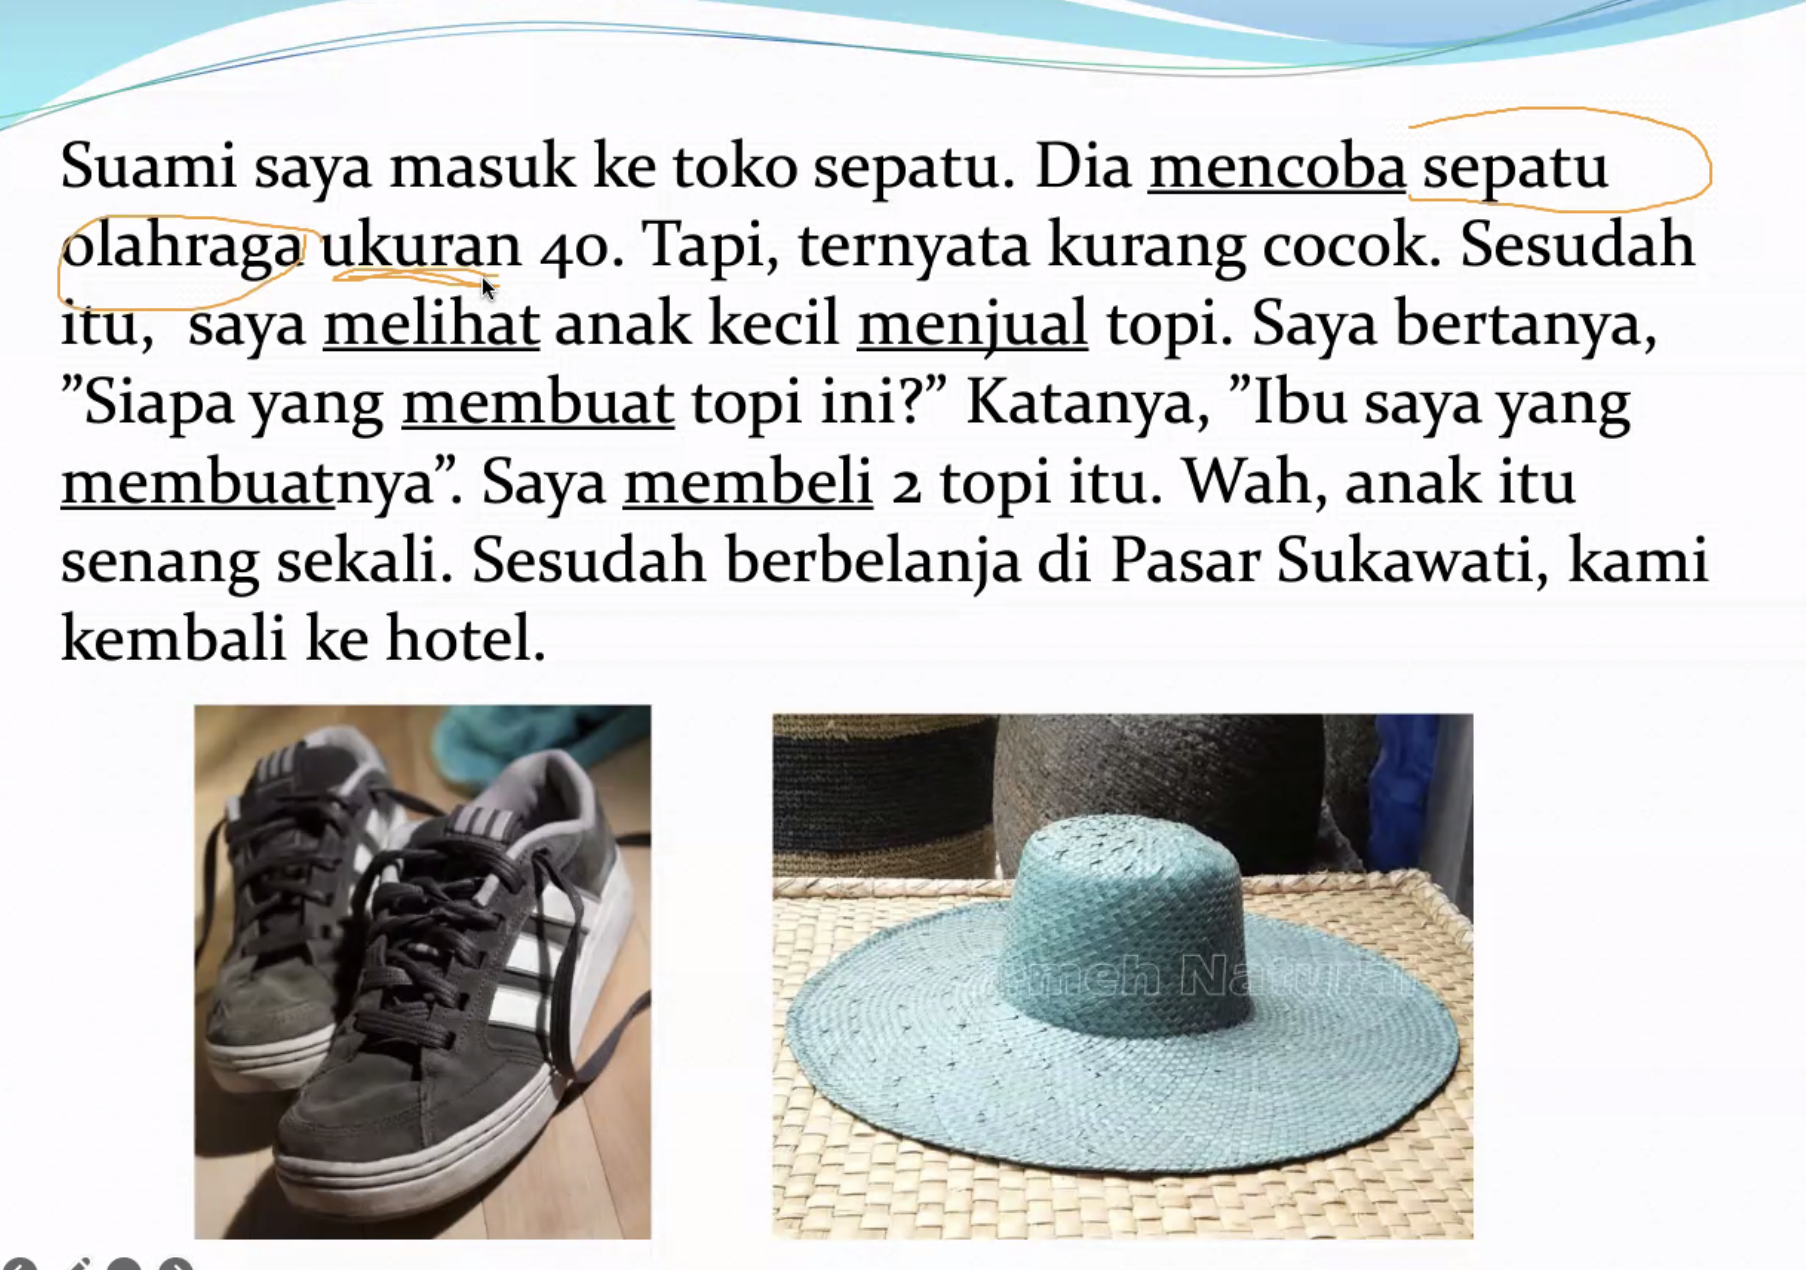 Suami saya masuk ke toko sepatu. Dia mencoba sepatu
olahraga ukuran 40. Tapi, ternyata kurang cocok. Sesudah
itu, saya melihat anak kecil menjual topi. Saya bertanya,
”Siapa yang membuat topi ini?” Katanya, ”Ibu saya yang
membuatnya”. Saya membeli 2 topi itu. Wah, anak itu
senang sekali. Sesudah berbelanja di Pasar Sukawati, kami
kembali ke hotel.
Natural